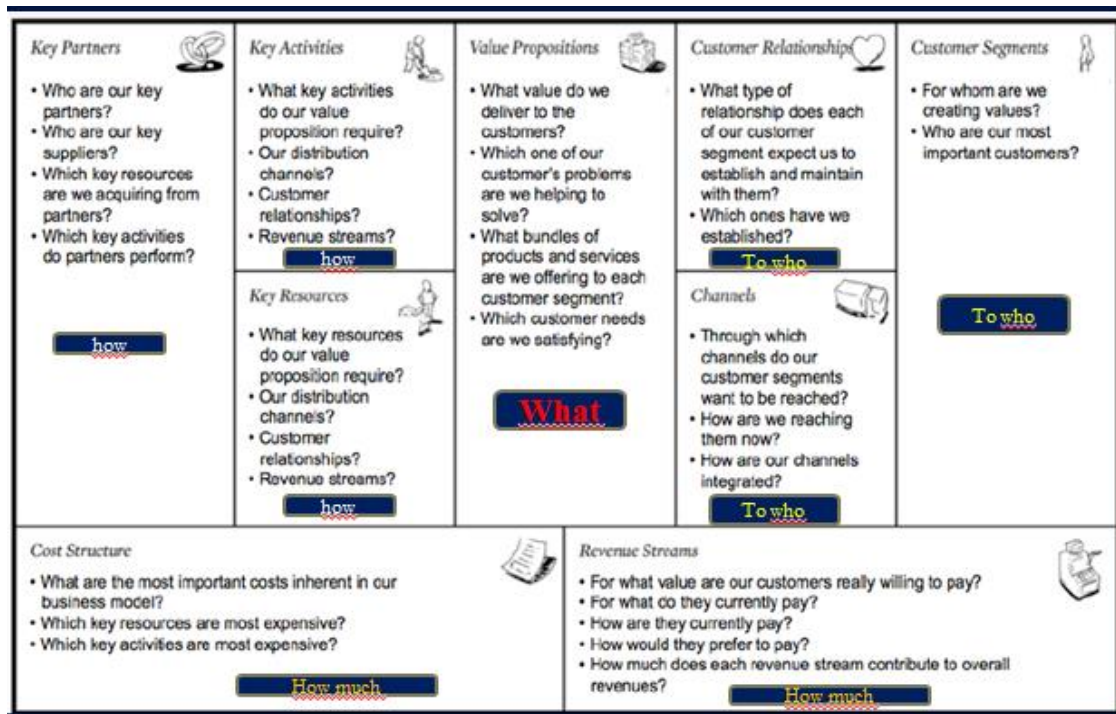 Key Partners
• Who are our key
partners?
• Who are our key
suppliers?
• Which key resources
are we acquiring from
partners?
• Which key activities
do partners perform?
how
Key Activities
• What key activities
do our value
proposition require?
• Our distribution
channels?
• Customer
relationships?
• Revenue streams?
how
Key Resources
• What key resources
do our value
proposition require?
• Our distribution
channels?
• Customer
relationships?
• Revenue streams?
how
Value Propositions
• What value do we
deliver to the
customers?
• Which one of our
customer's problems
are we helping to
solve?
• What bundles of
products and services
are we offering to each
customer segment?
• Which customer needs
are we satisfying?
What
Customer Relationships
• What type of
relationship does each
of our customer
segment expect us to
establish and maintain
with them?
• Which ones have we
established?
To who
Channels
• Through which
channels do our
customer segments
want to be reached?
• How are we reaching
them now?
• How are our channels
integrated?
To who
Customer Segments
• For whom are we
creating values?
• Who are our most
important customers?
To who
Cost Structure
• What are the most important costs inherent in our
business model?
• Which key resources are most expensive?
• Which key activities are most expensive?
How much
Revenue Streams
• For what value are our customers really willing to pay?
• For what do they currently pay?
• How are they currently pay?
• How would they prefer to pay?
• How much does each revenue stream contribute to overall
revenues?
How much